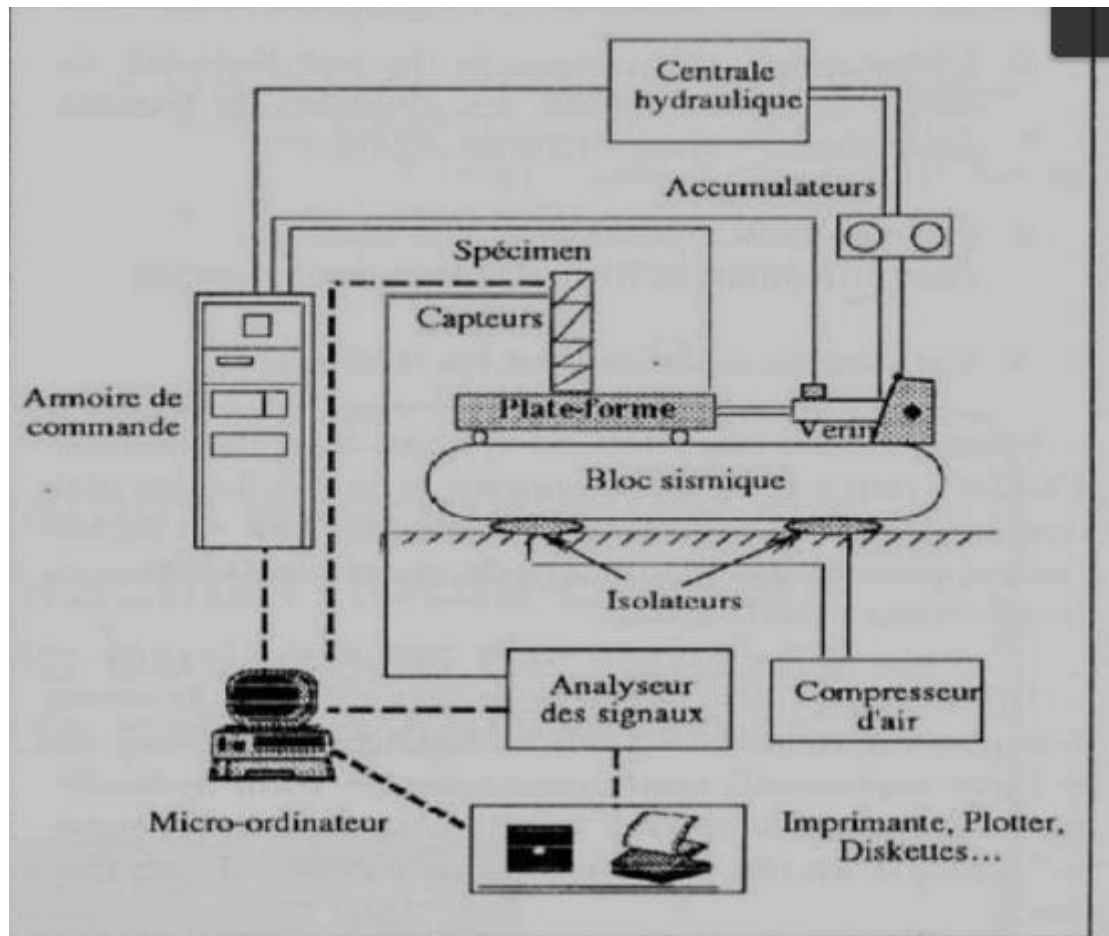 Centrale
hydraulique
Accumulateurs
Spécimen
Capteurs
Armoire de
commande
Plate-forme
Verin
Bloc sismique
Isolateurs
Analyseur
des signaux
Compresseur
d'air
Micro-ordinateur
Imprimante, Plotter,
Diskettes...